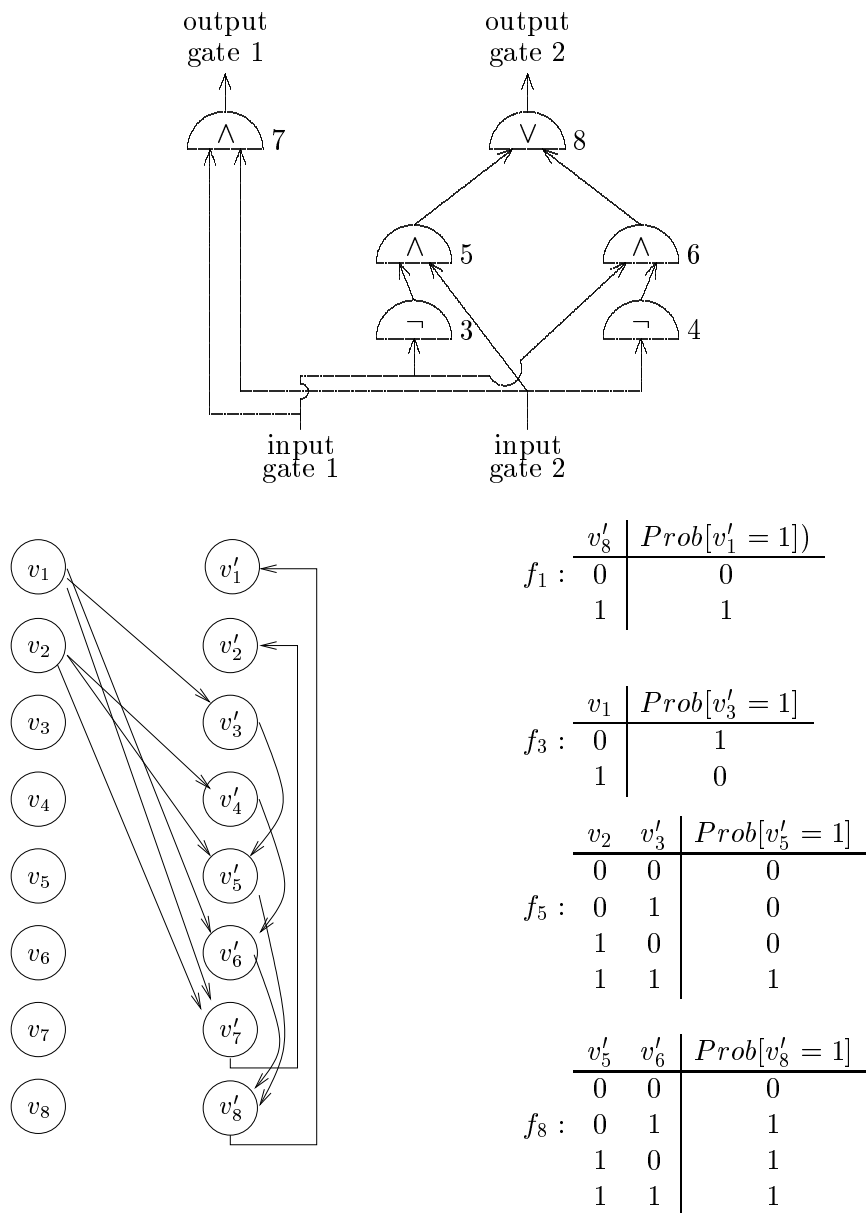 output output
gate 1 gate 2
∧ 7 ∨ 8
∧ 5 ∧ 6
¬ 3 ¬ 4
input input
gate 1 gate 2
v₁ v′₁
v₂ v′₂
v₃ v′₃
v₄ v′₄
v₅ v′₅
v₆ v′₆
v₇ v′₇
v₈ v′₈
f₁ :
v′₈ Prob[v′₁ = 1])
0 0
1 1
f₃ :
v₁ Prob[v′₃ = 1]
0 1
1 0
f₅ :
v₂ v′₃ Prob[v′₅ = 1]
0 0 0
0 1 0
1 0 0
1 1 1
f₈ :
v′₅ v′₆ Prob[v′₈ = 1]
0 0 0
0 1 1
1 0 1
1 1 1